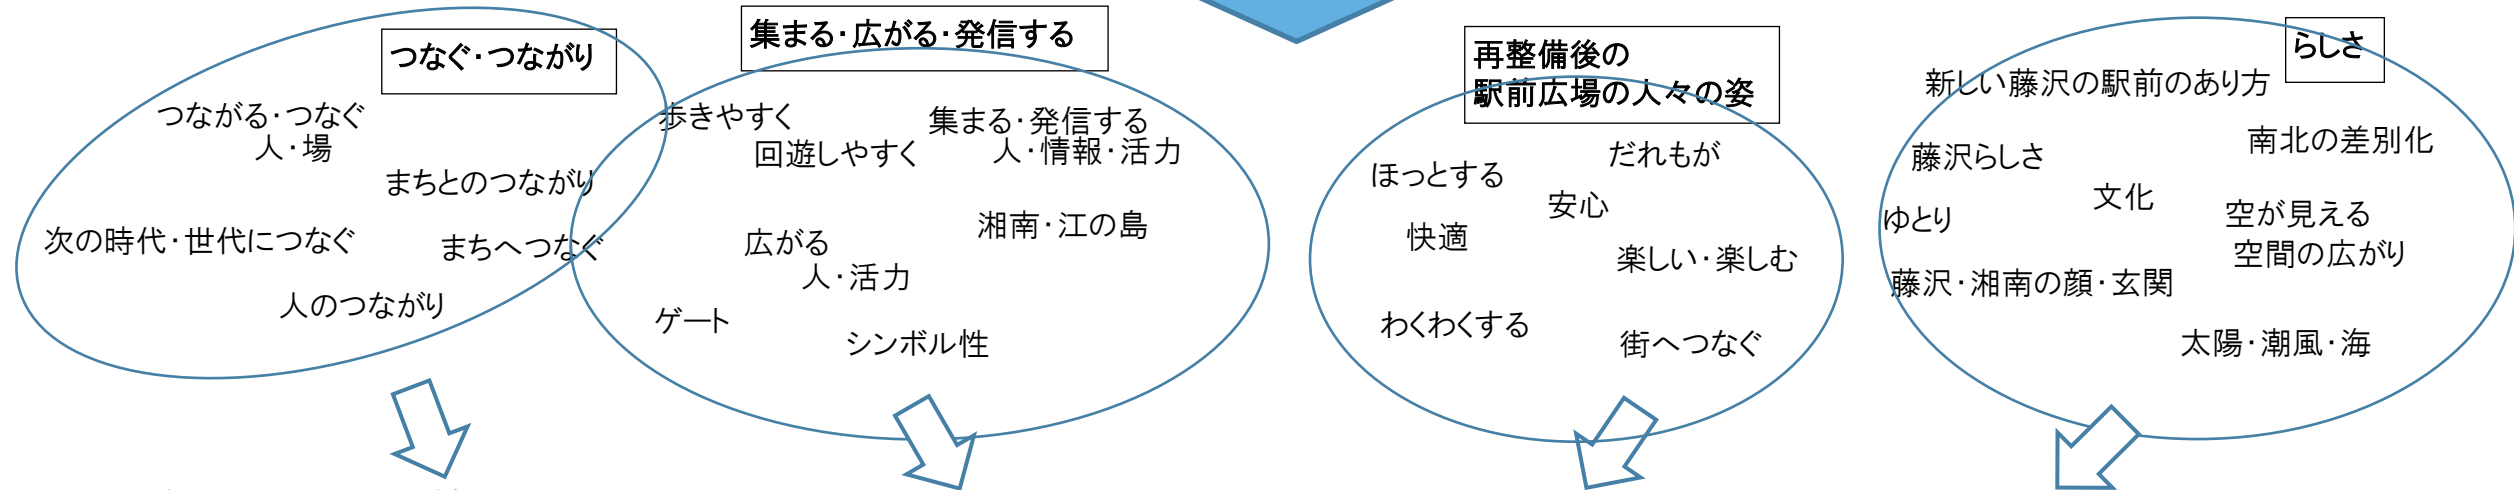 つなぐ・つながり
つながる・つなぐ
人・場
まちとのつながり
次の時代・世代につなぐ
まちへつなぐ
人のつながり
集まる・広がる・発信する
歩きやすく
回遊しやすく
集まる・発信する
人・情報・活力
湘南・江の島
広がる
人・活力
ゲート
シンボル性
再整備後の
駅前広場の人々の姿
だれもが
ほっとする
安心
快適
楽しい・楽しむ
わくわくする
街へつなぐ
らしさ
新しい藤沢の駅前のあり方
南北の差別化
藤沢らしさ
文化
ゆとり
空が見える
空間の広がり
藤沢・湘南の顔・玄関
太陽・潮風・海